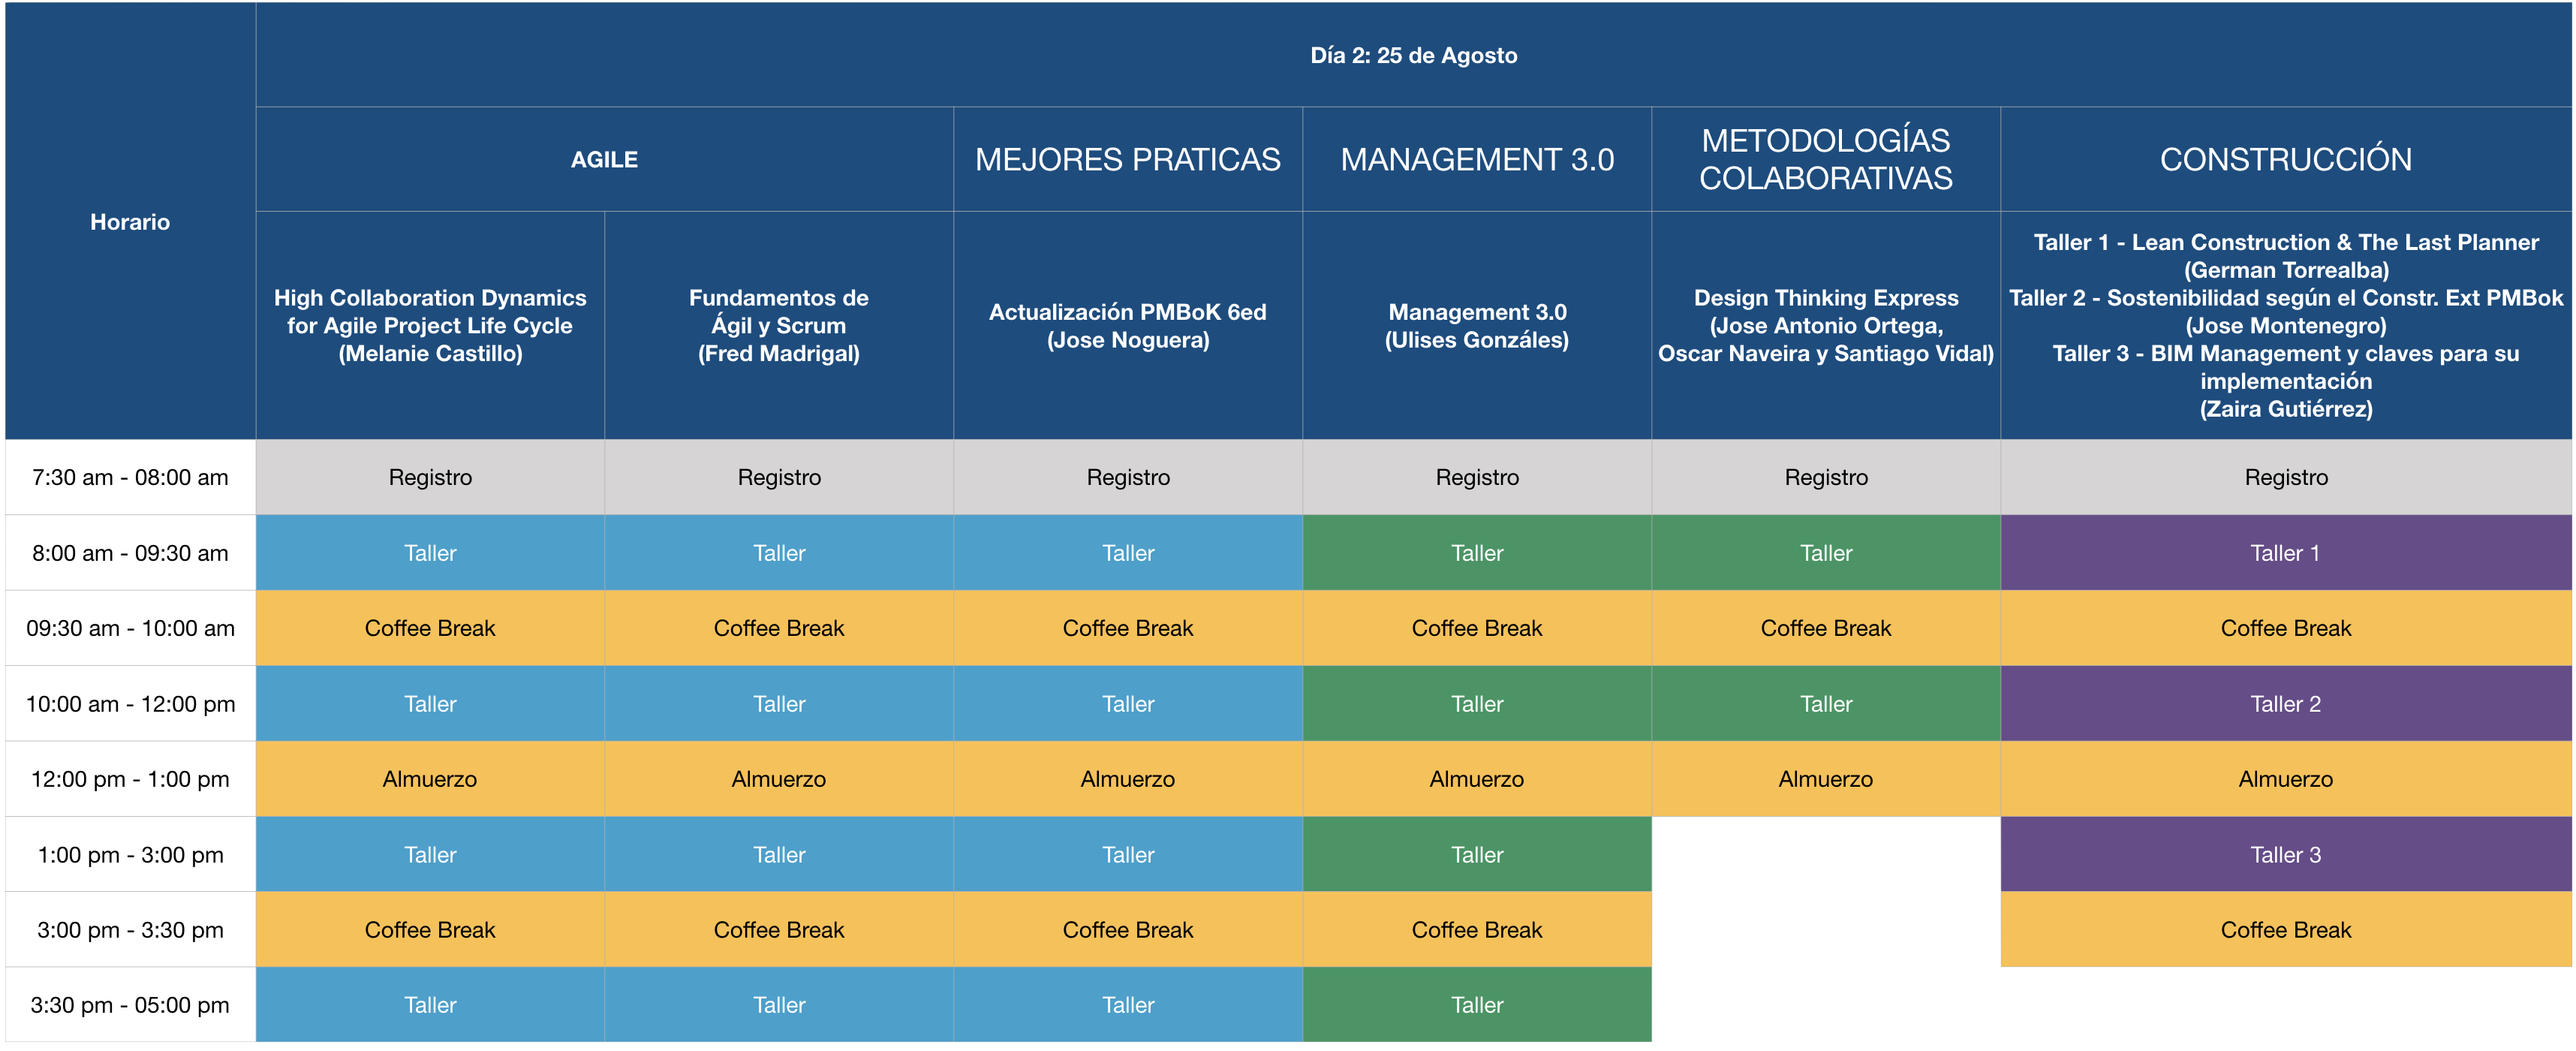 Horario
Día 2: 25 de Agosto
AGILE
MEJORES PRATICAS
MANAGEMENT 3.0
METODOLOGÍAS
COLABORATIVAS
CONSTRUCCIÓN
High Collaboration Dynamics
for Agile Project Life Cycle
(Melanie Castillo)
Fundamentos de
Ágil y Scrum
(Fred Madrigal)
Actualización PMBoK 6ed
(Jose Noguera)
Management 3.0
(Ulises Gonzáles)
Design Thinking Express
(Jose Antonio Ortega,
Oscar Naveira y Santiago Vidal)
Taller 1 - Lean Construction & The Last Planner
(German Torrealba)
Taller 2 - Sostenibilidad según el Constr. Ext PMBok
(Jose Montenegro)
Taller 3 - BIM Management y claves para su
implementación
(Zaira Gutiérrez)
7:30 am - 08:00 am Registro Registro Registro Registro Registro Registro
8:00 am - 09:30 am Taller Taller Taller Taller Taller Taller 1
09:30 am - 10:00 am Coffee Break Coffee Break Coffee Break Coffee Break Coffee Break Coffee Break
10:00 am - 12:00 pm Taller Taller Taller Taller Taller Taller 2
12:00 pm - 1:00 pm Almuerzo Almuerzo Almuerzo Almuerzo Almuerzo Almuerzo
1:00 pm - 3:00 pm Taller Taller Taller Taller Taller 3
3:00 pm - 3:30 pm Coffee Break Coffee Break Coffee Break Coffee Break Coffee Break
3:30 pm - 05:00 pm Taller Taller Taller Taller